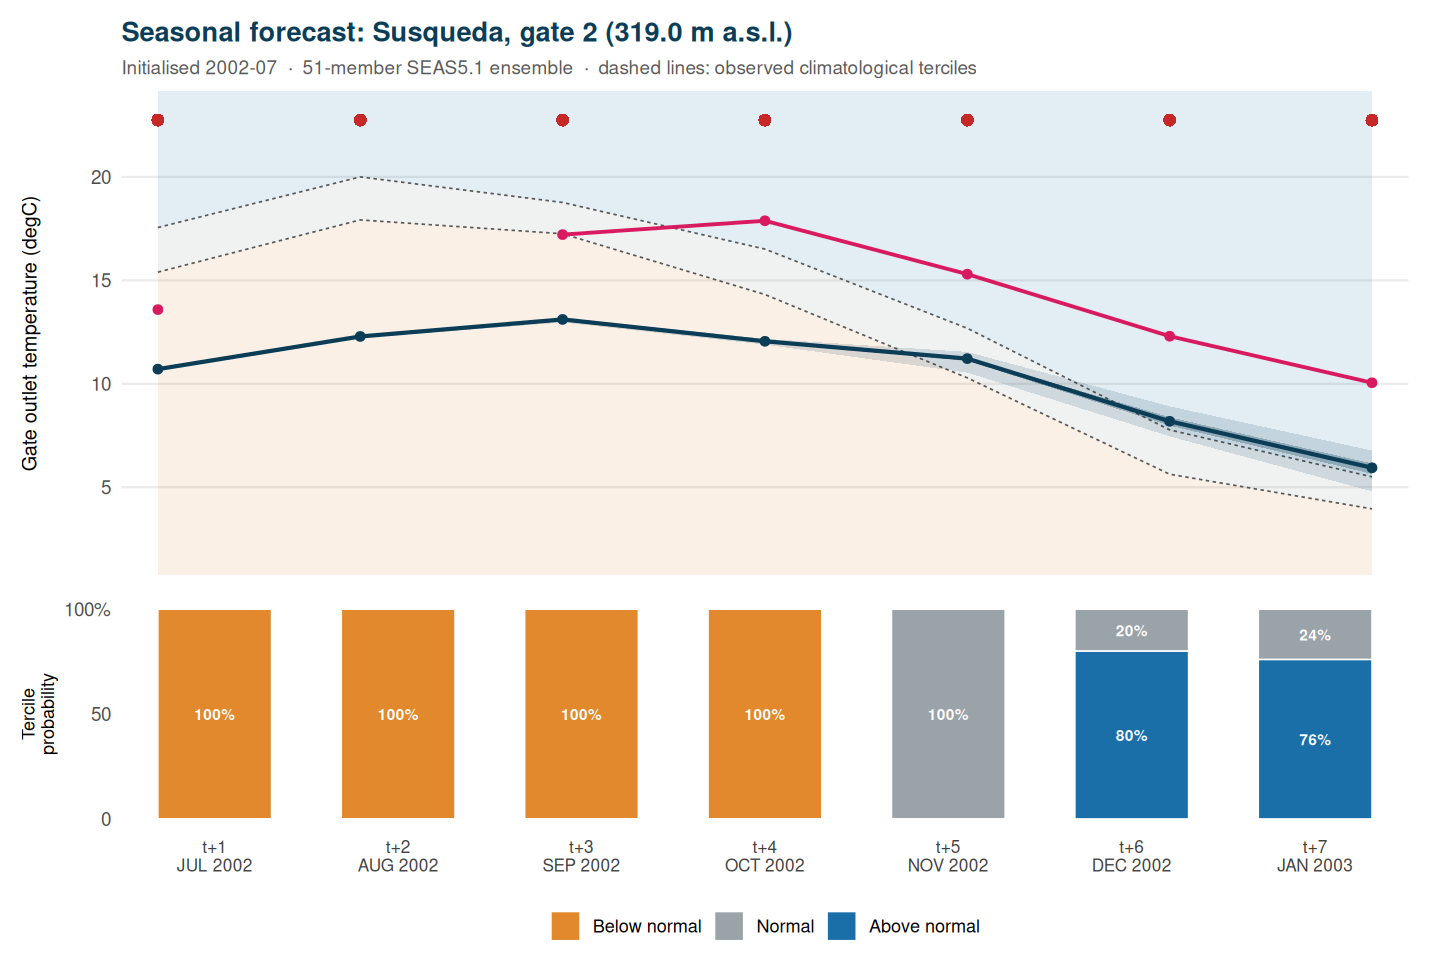 Seasonal forecast: Susqueda, gate 2 (319.0 m a.s.l.)
Initialised 2002-07 · 51-member SEAS5.1 ensemble · dashed lines: observed climatological terciles
Gate outlet temperature (degC)
20
15
10
5
Tercile
probability
100%
50
0
100%
100%
100%
100%
100%
20%
80%
24%
76%
t+1
JUL 2002
t+2
AUG 2002
t+3
SEP 2002
t+4
OCT 2002
t+5
NOV 2002
t+6
DEC 2002
t+7
JAN 2003
Below normal
Normal
Above normal